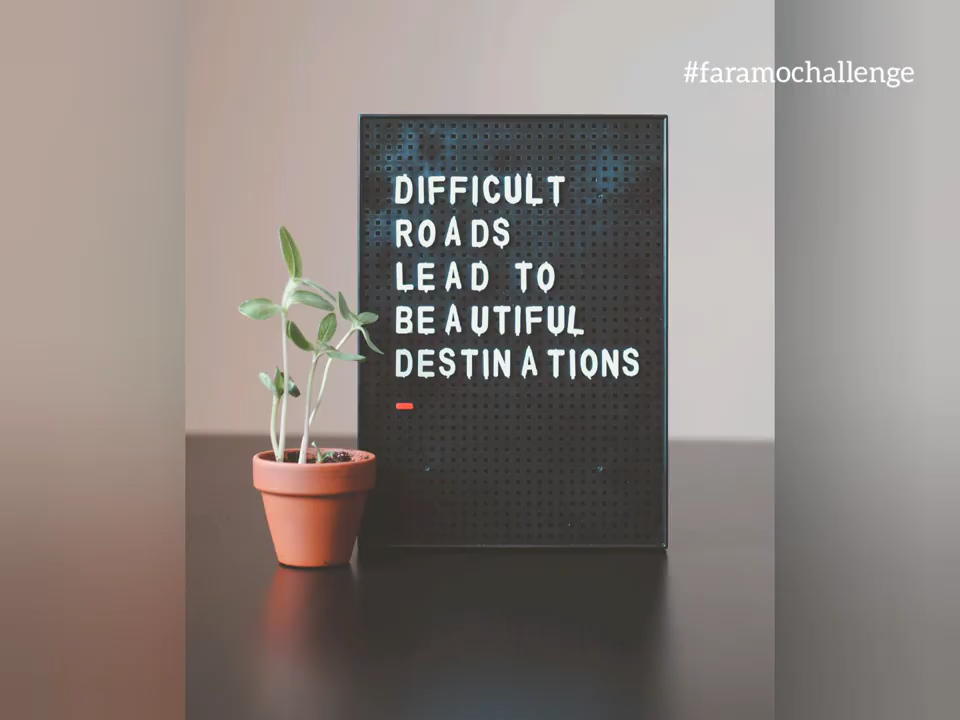 #faramochallenge
DIFFICULT
ROADS
LEAD TO
BEAUTIFUL
DESTINATIONS